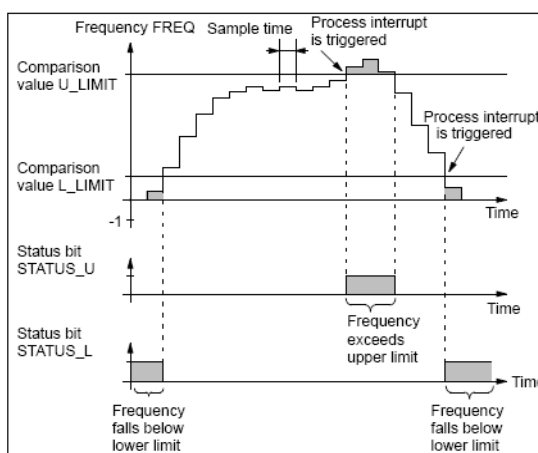 Frequency FREQ
Sample time
Process interrupt
is triggered
Comparison
value U_LIMIT
Process interrupt
is triggered
Comparison
value L_LIMIT
Time
-1
Status bit
STATUS_U
Time
Frequency
exceeds
upper limit
Status bit
STATUS_L
Time
Frequency
falls below
lower limit
Frequency
falls below
lower limit